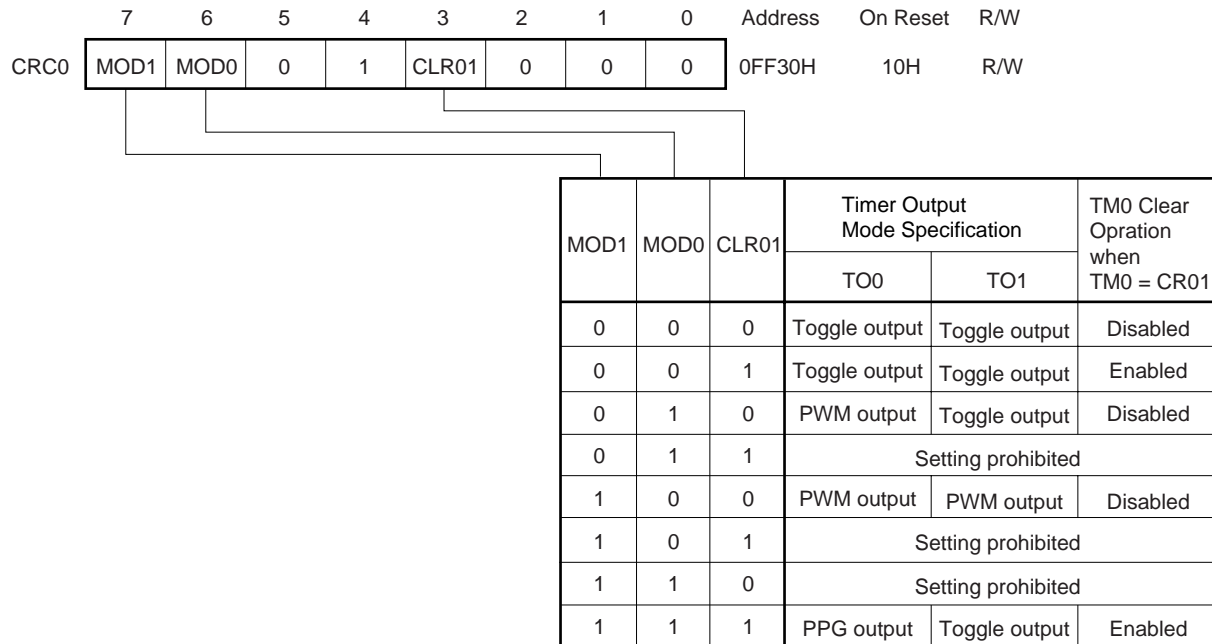 7 6 5 4 3 2 1 0 Address On Reset R/W
CRC0 MOD1 MOD0 0 1 CLR01 0 0 0 0FF30H 10H R/W
MOD1 MOD0 CLR01 Timer Output Mode Specification TM0 Clear Opration when TM0 = CR01
TO0 TO1
0 0 0 Toggle output Toggle output Disabled
0 0 1 Toggle output Toggle output Enabled
0 1 0 PWM output Toggle output Disabled
0 1 1 Setting prohibited
1 0 0 PWM output PWM output Disabled
1 0 1 Setting prohibited
1 1 0 Setting prohibited
1 1 1 PPG output Toggle output Enabled